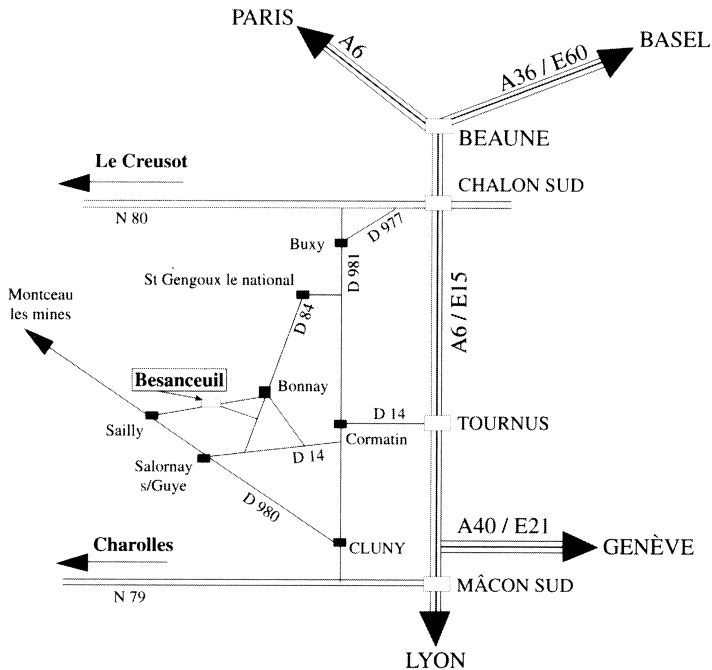 PARIS
A6
BASEL
A36 / E60
BEAUNE
Le Creusot
CHALON SUD
N 80
D 977
Buxy
D 981
St Gengoux le national
A6 / E15
Montceau
les mines
D 84
Besanceuil
Bonnay
D 14
TOURNUS
Sailly
Cormatin
D 14
Salornay
s/Guye
D 980
A40 / E21
Charolles
CLUNY
GENÈVE
N 79
MÂCON SUD
LYON